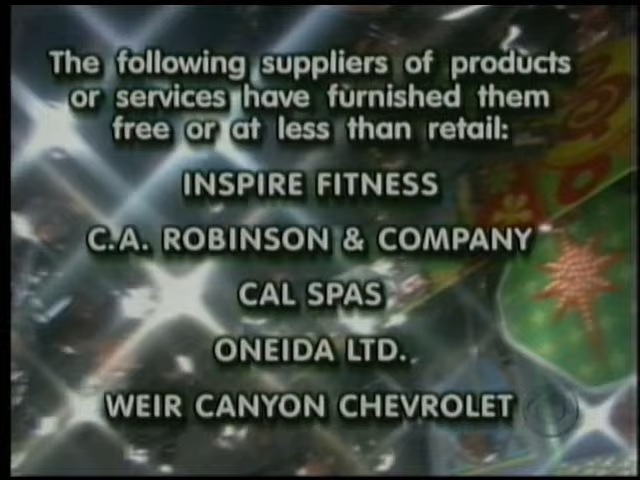 The following suppliers of products
or services have furnished them
free or at less than retail:
INSPIRE FITNESS
C.A. ROBINSON & COMPANY
CAL SPAS
ONEIDA LTD.
WEIR CANYON CHEVROLET